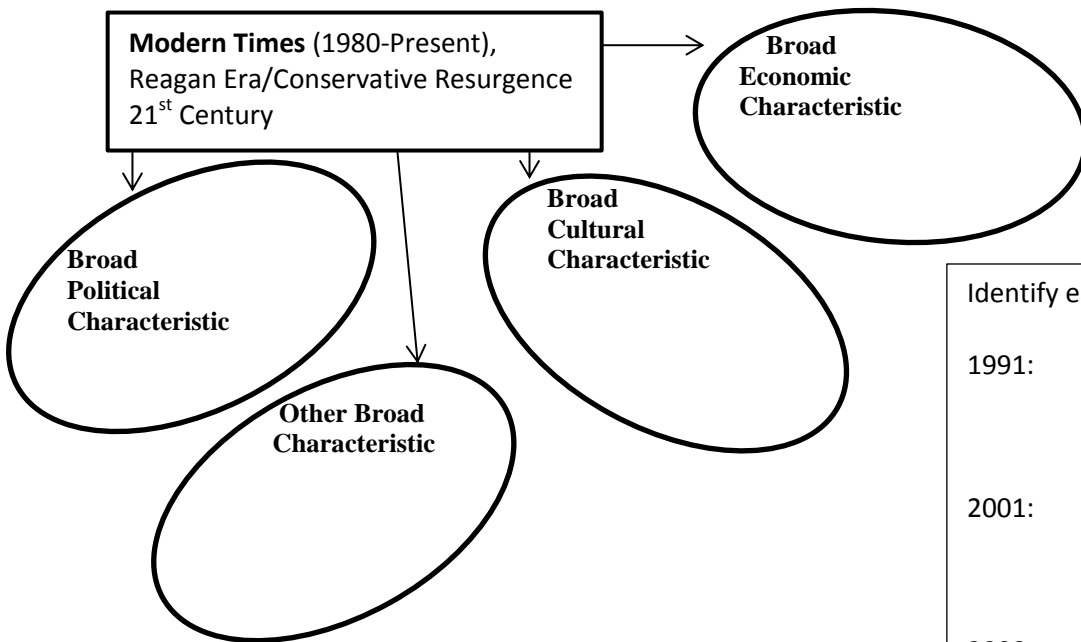 Modern Times (1980-Present),
Reagan Era/Conservative Resurgence
21st Century
Broad
Economic
Characteristic
Broad
Political
Characteristic
Broad
Cultural
Characteristic
Other Broad
Characteristic
Identify e
1991:
2001: